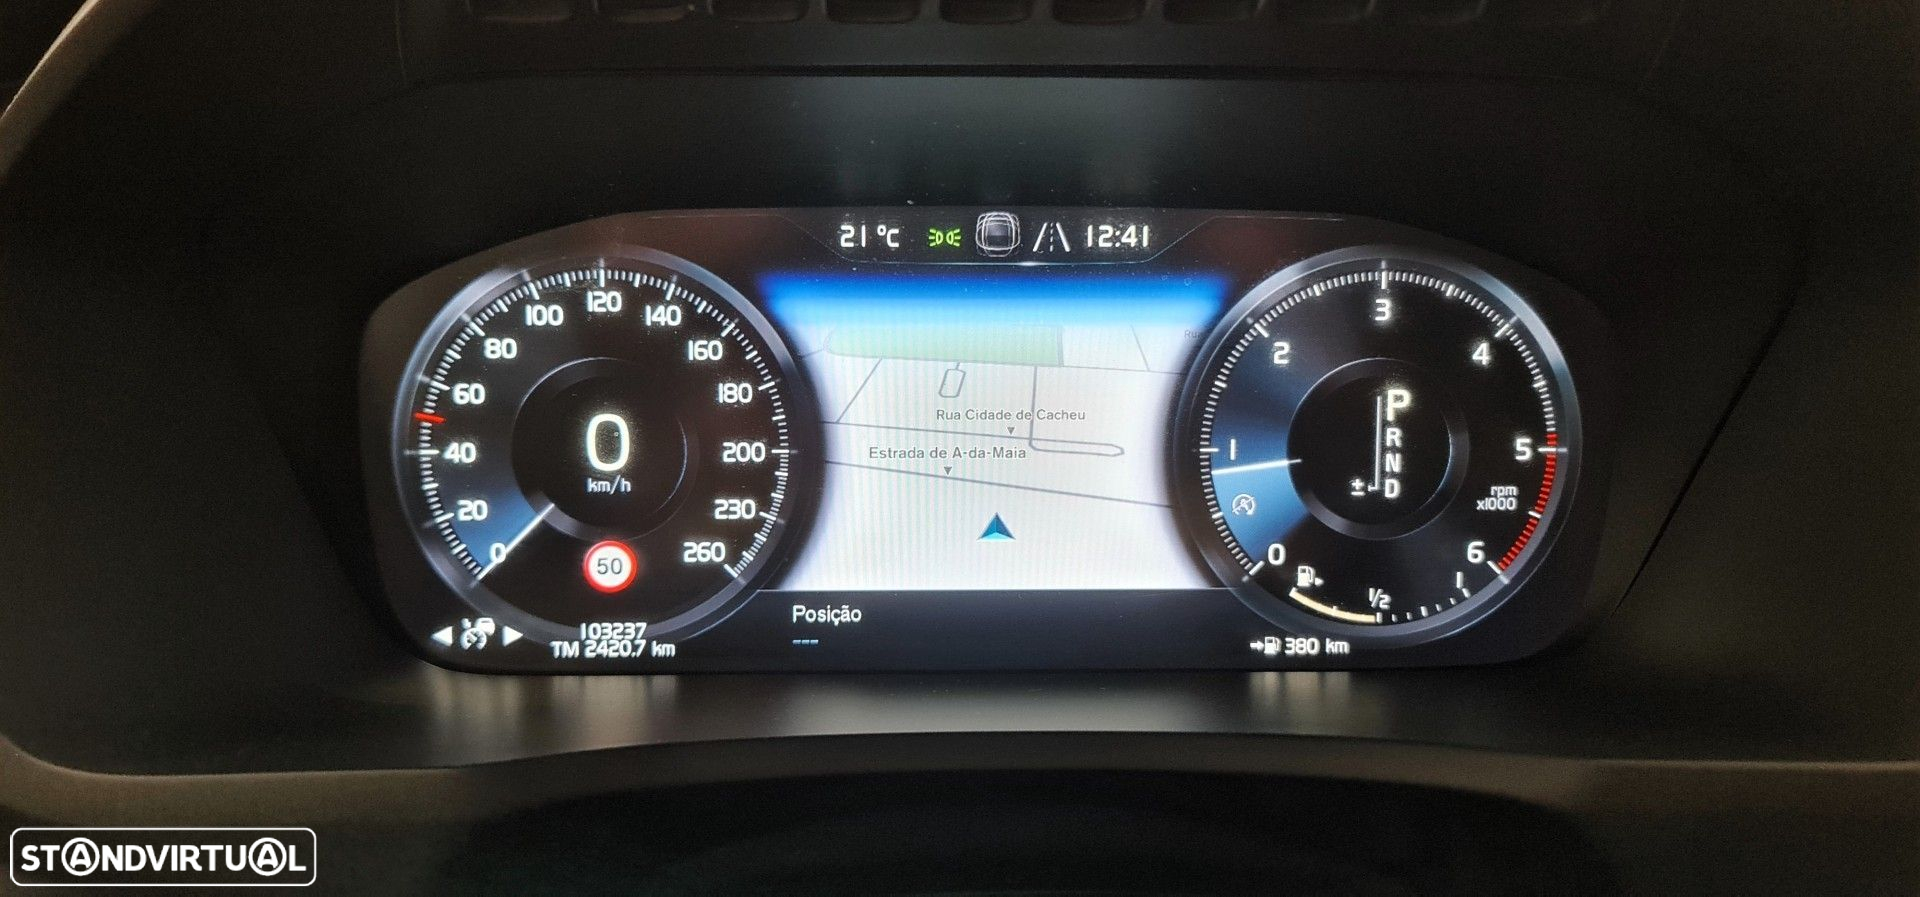 21 °C 12:41
0
20
40
60
80
100
120
140
160
180
200
230
260
0
km/h
50
103237
TM 2420.7 km
Rua Cidade de Cacheu
Estrada de A-da-Maia
Posição
---
0
1
2
3
4
5
6
rpm
x1000
P
R
N
± D
1/2
1
380 km
STANDVIRTUAL